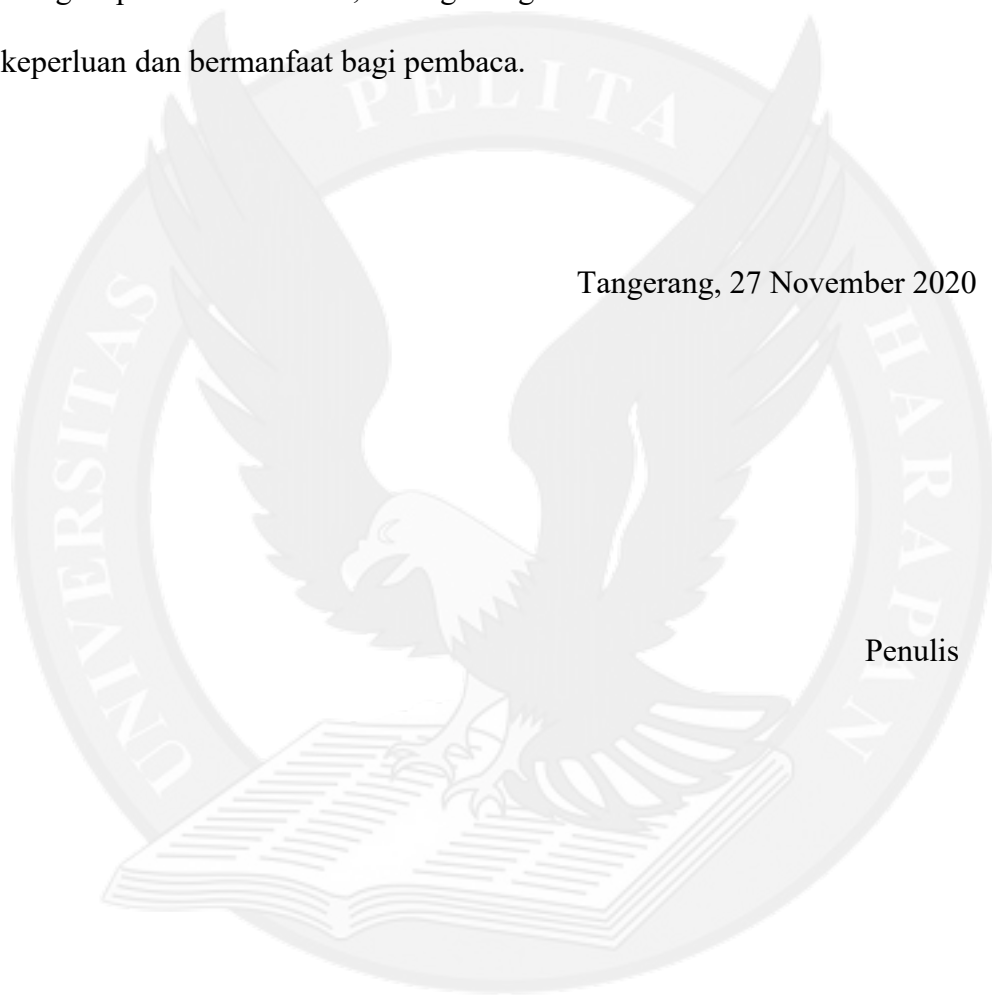 keperluan dan bermanfaat bagi pembaca.
PELITA
Tangerang, 27 November 2020
UNIVERSITAS
HARAPAN
Penulis